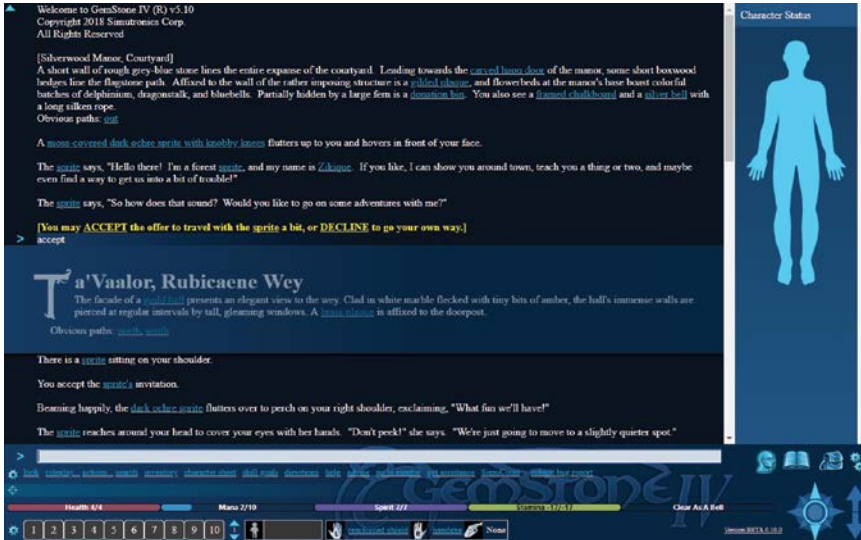 Welcome to GemStone IV (R) v5.10
Character Status
Copyright 2018 Simutronics Corp.
All Rights Reserved
[Silverwood Manor, Courtyard]
A short wall of rough grey-blue stone lines the entire expanse of the courtyard. Leading towards the carved haon door of the manor, some short boxwood
hedges line the flagstone path. Affixed to the wall of the rather imposing structure is a gilded plaque, and flowerbeds at the manor's base boast colorful
batches of delphinium, dragonstalk, and bluebells. Partially hidden by a large fern is a donation bin. You also see a framed chalkboard and a silver bell with
a long silken rope.
Obvious paths: out
A moss-covered dark ochre sprite with knobby knees flutters up to you and hovers in front of your face.
The sprite says, "Hello there! I'm a forest sprite, and my name is . If you like, I can show you around town, teach you a thing or two, and maybe
even find a way to get us into a bit of trouble!"
The sprite says, "So how does that sound? Would you like to go on some adventures with me?"
[You may ACCEPT the offer to travel with the sprite a bit, or DECLINE to go your own way.]
> accept
Ta'Vaalor, Rubicaene Wey
The facade of a guild hall presents an elegant view to the wey. Clad in white marble flecked with tiny bits of amber, the hall's immense walls are
pierced at regular intervals by tall, gleaming windows. A brass plaque is affixed to the doorpost.
Obvious paths: north, south
There is a sprite sitting on your shoulder.
You accept the sprite's invitation.
Beaming happily, the dark ochre sprite flutters over to perch on your right shoulder, exclaiming, "What fun we'll have!"
The sprite reaches around your head to cover your eyes with her hands. "Don't peek!" she says. "We're just going to move to a slightly quieter spot."
>
look roleplay... actions... search inventory character sheet skill goals directions help
GEMSTONE IV
Health 4/4 Mana 2/10 Spirit 7/7 Stamina -17/-17 Clear As A Bell
1 2 3 4 5 6 7 8 9 10 reinforced shield handaxe None